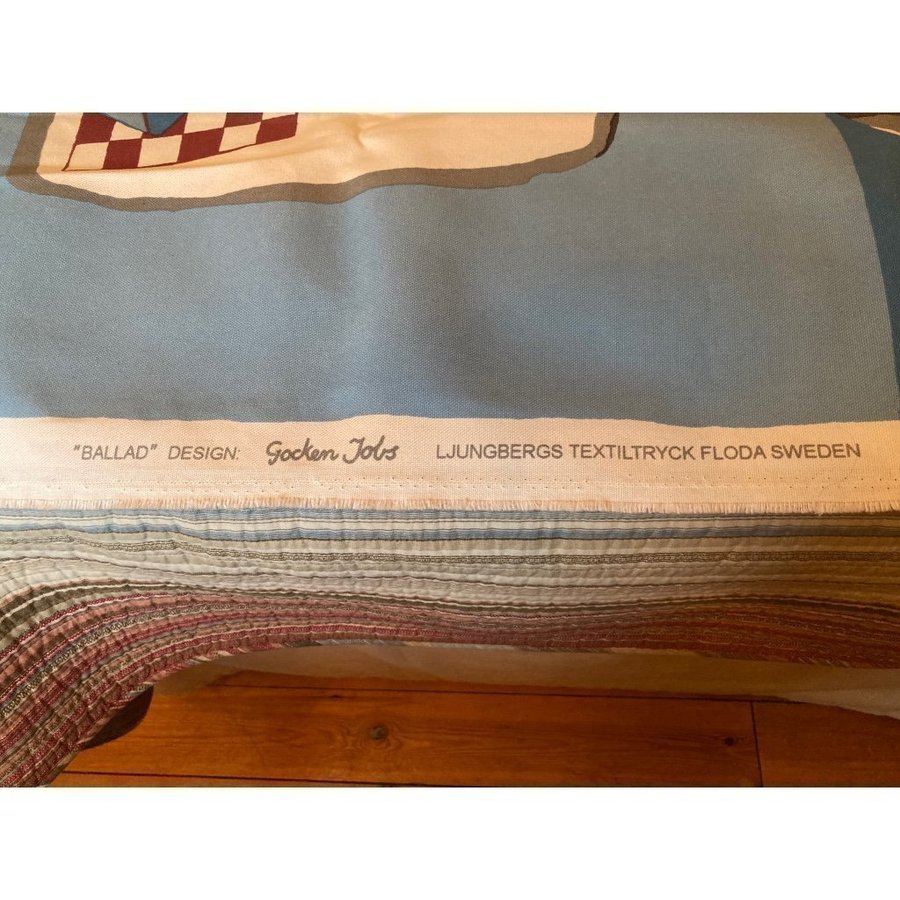 "BALLAD" DESIGN: Gocken Jobs LJUNGBERGS TEXTILTRYCK FLODA SWEDEN